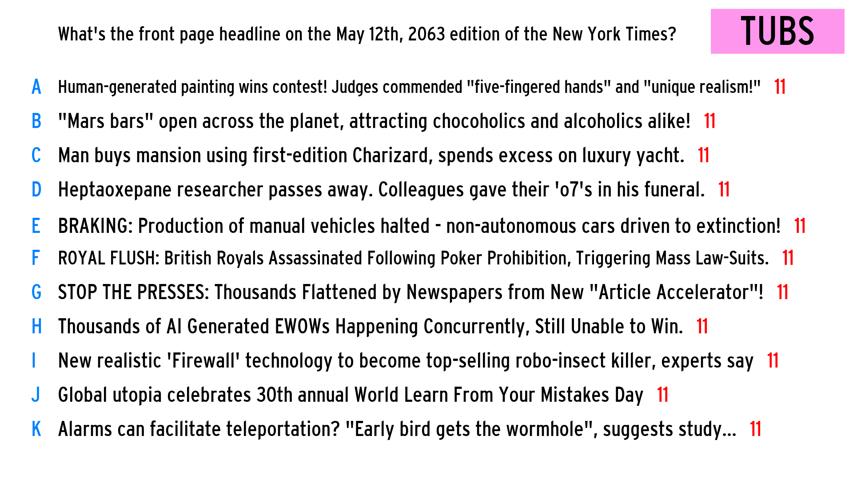 What's the front page headline on the May 12th, 2063 edition of the New York Times?
TUBS
A Human-generated painting wins contest! Judges commended "five-fingered hands" and "unique realism!" 11
B "Mars bars" open across the planet, attracting chocoholics and alcoholics alike! 11
C Man buys mansion using first-edition Charizard, spends excess on luxury yacht. 11
D Heptaoxepane researcher passes away. Colleagues gave their 'o7's in his funeral. 11
E BRAKING: Production of manual vehicles halted - non-autonomous cars driven to extinction! 11
F ROYAL FLUSH: British Royals Assassinated Following Poker Prohibition, Triggering Mass Law-Suits. 11
G STOP THE PRESSES: Thousands Flattened by Newspapers from New "Article Accelerator"! 11
H Thousands of AI Generated EWOWs Happening Concurrently, Still Unable to Win. 11
I New realistic 'Firewall' technology to become top-selling robo-insect killer, experts say 11
J Global utopia celebrates 30th annual World Learn From Your Mistakes Day 11
K Alarms can facilitate teleportation? "Early bird gets the wormhole", suggests study... 11